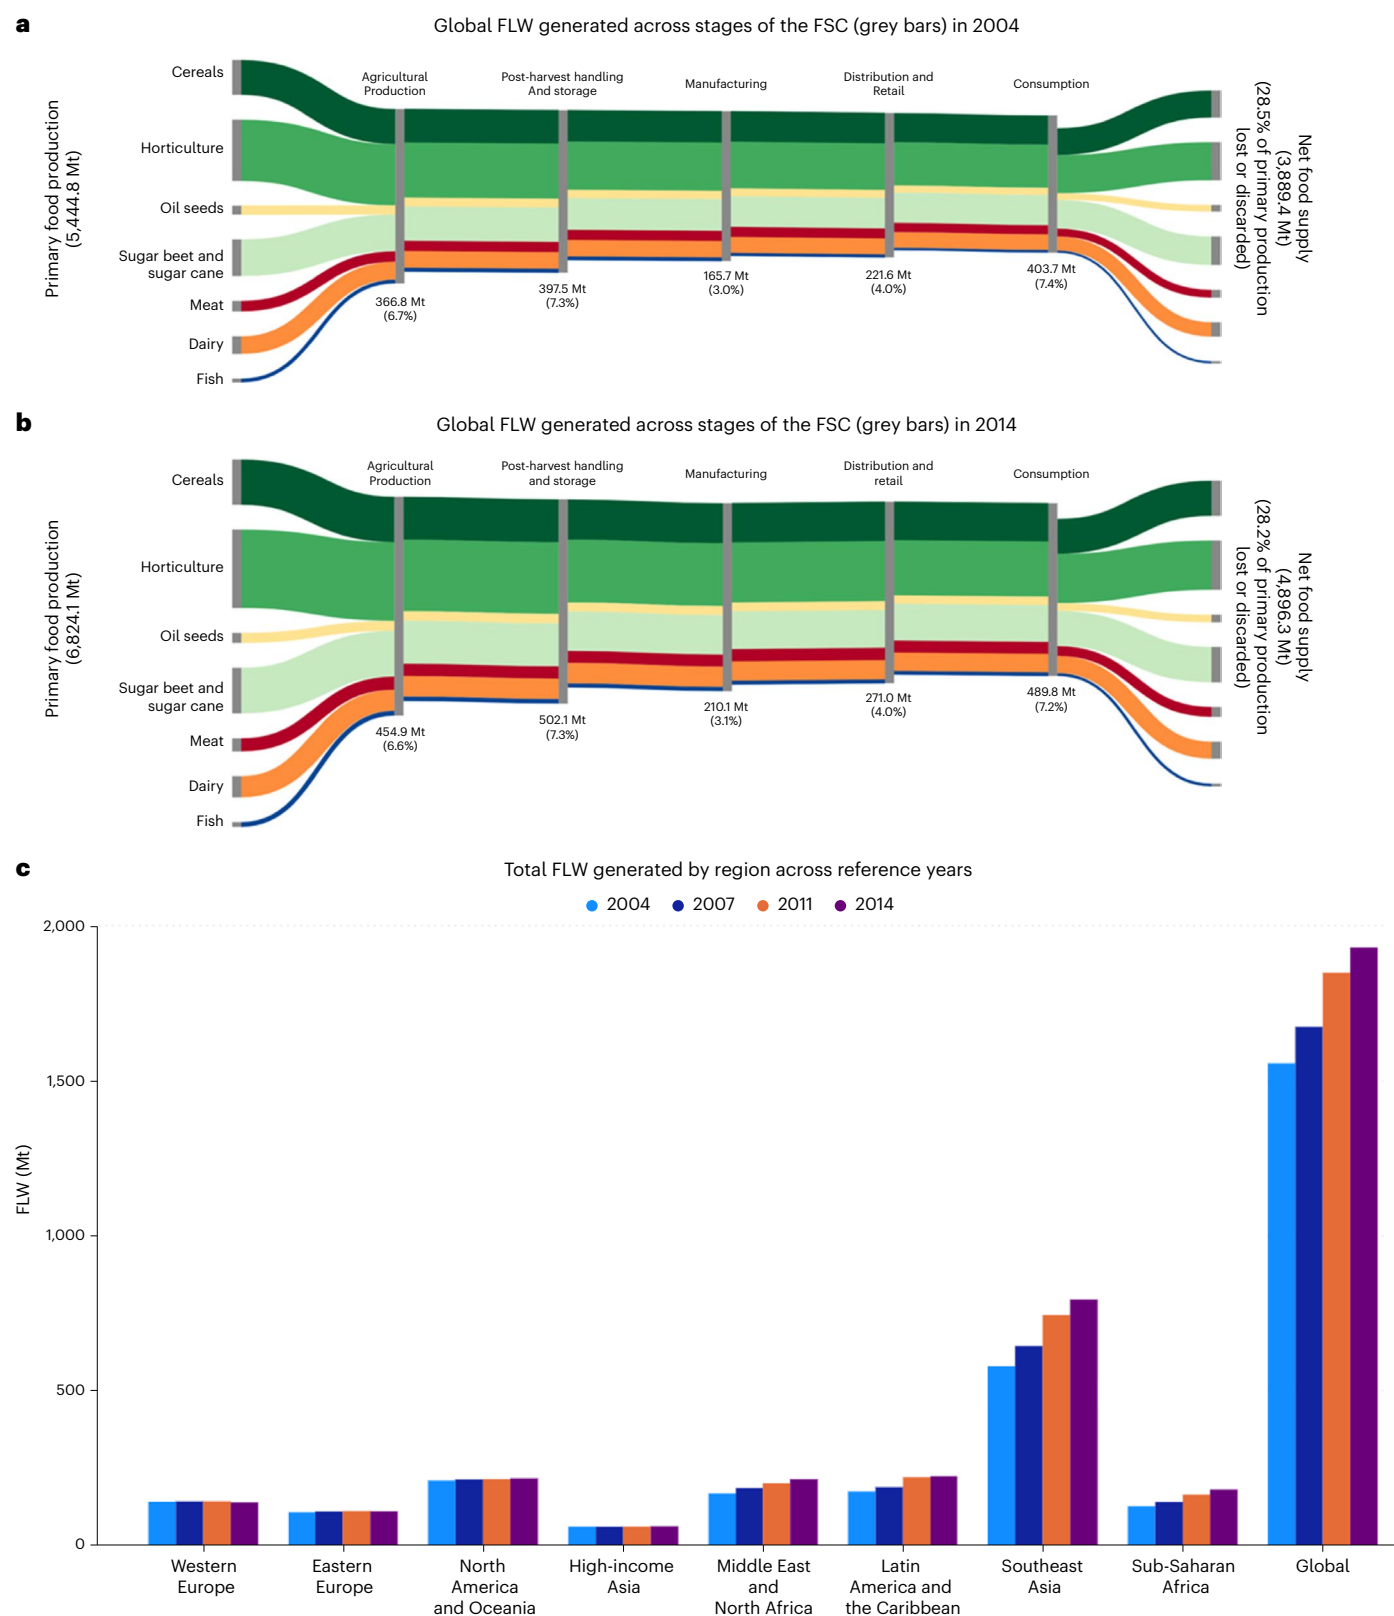 a
Global FLW generated across stages of the FSC (grey bars) in 2004
Primary food production
(5,444.8 Mt)
Cereals
Horticulture
Oil seeds
Sugar beet and
sugar cane
Meat
Dairy
Fish
Agricultural
Production
Post-harvest handling
And storage
Manufacturing
Distribution and
Retail
Consumption
366.8 Mt
(6.7%)
397.5 Mt
(7.3%)
165.7 Mt
(3.0%)
221.6 Mt
(4.0%)
403.7 Mt
(7.4%)
Net food supply
(3,889.4 Mt)
(28.5% of primary production
lost or discarded)
b
Global FLW generated across stages of the FSC (grey bars) in 2014
Primary food production
(6,824.1 Mt)
Cereals
Horticulture
Oil seeds
Sugar beet and
sugar cane
Meat
Dairy
Fish
Agricultural
Production
Post-harvest handling
and storage
Manufacturing
Distribution and
retail
Consumption
454.9 Mt
(6.6%)
502.1 Mt
(7.3%)
210.1 Mt
(3.1%)
271.0 Mt
(4.0%)
489.8 Mt
(7.2%)
Net food supply
(4,896.3 Mt)
(28.2% of primary production
lost or discarded)
c
Total FLW generated by region across reference years
2004 2007 2011 2014
FLW (Mt)
2,000
1,500
1,000
500
0
Western
Europe
Eastern
Europe
North
America
and Oceania
High-income
Asia
Middle East
and
North Africa
Latin
America and
the Caribbean
Southeast
Asia
Sub-Saharan
Africa
Global